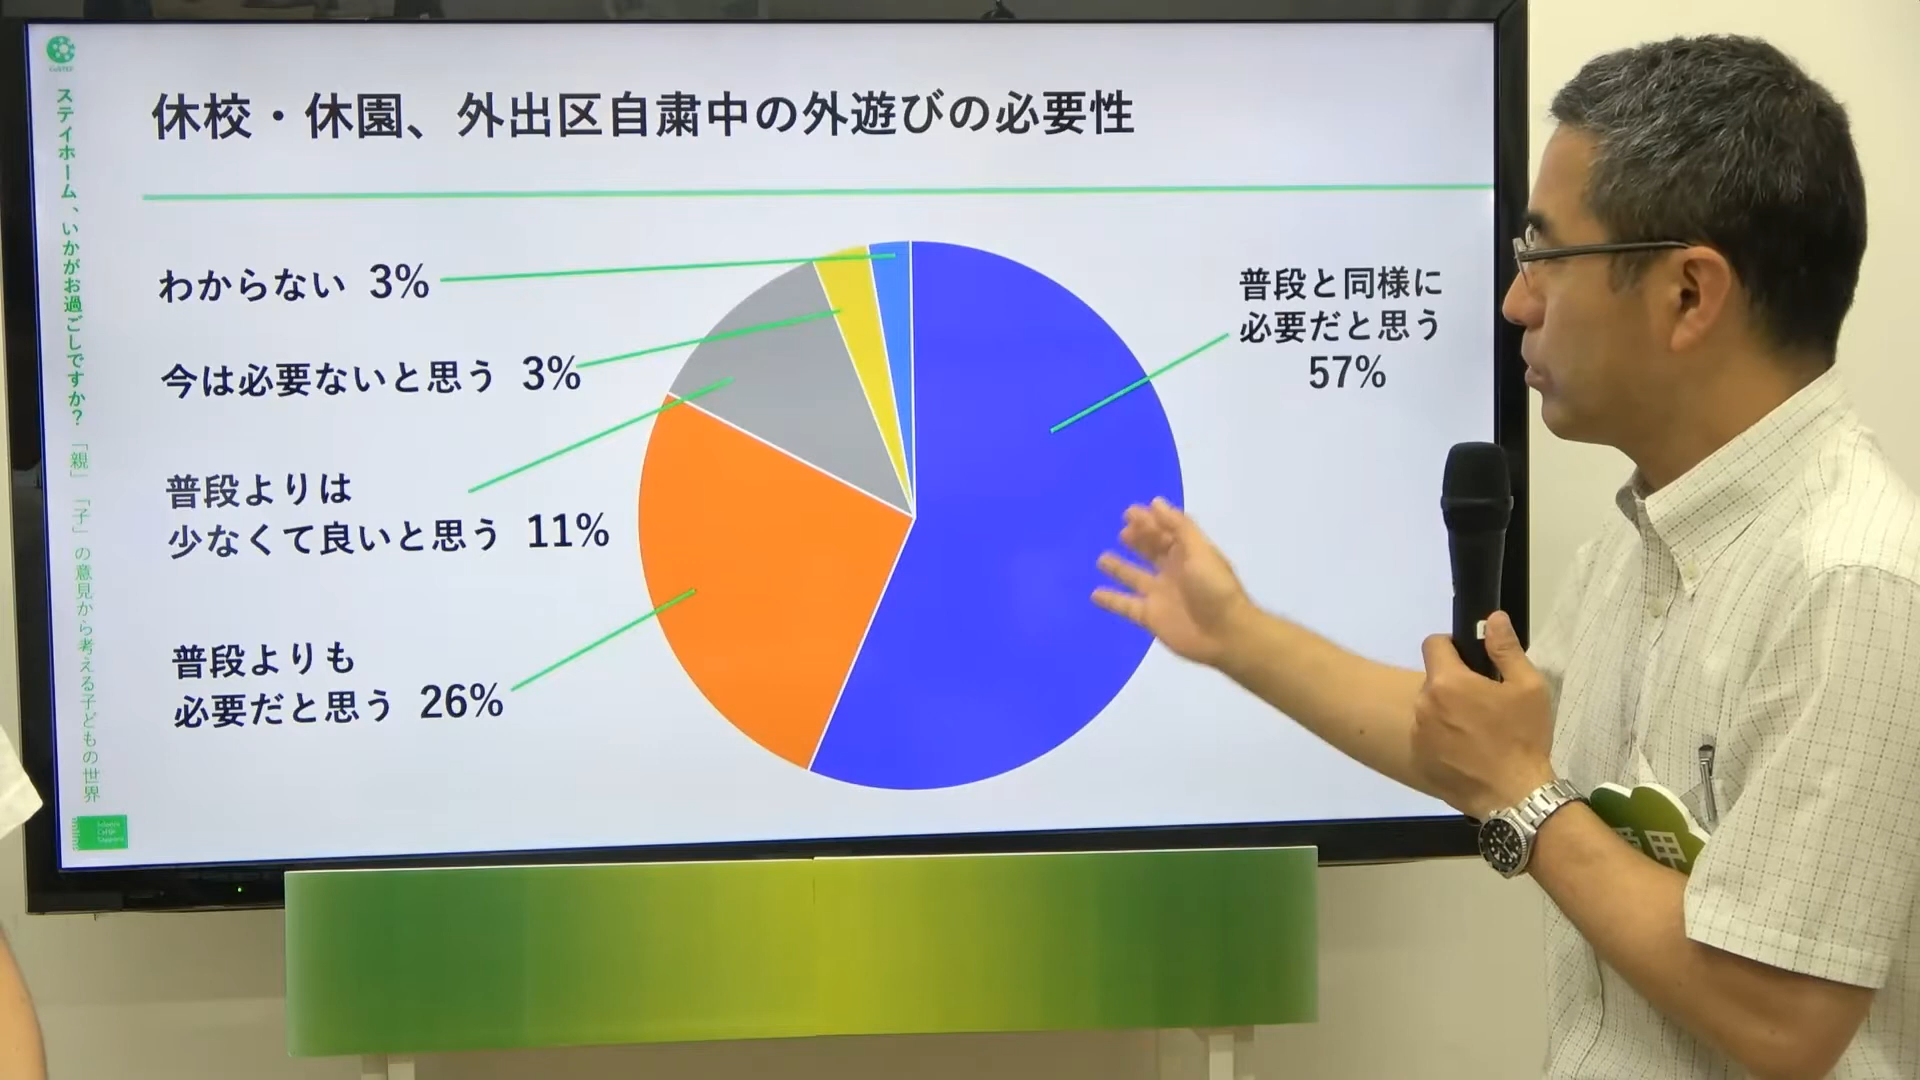 休校・休園、外出区自粛中の外遊びの必要性
わからない 3%
今は必要ないと思う 3%
普段よりは
少なくて良いと思う 11%
普段よりも
必要だと思う 26%
普段と同様に
必要だと思う
57%
ステイホーム、いかがお過ごしですか？「親」「子」の意見から考える子どもの世界
CoSTEP
甲